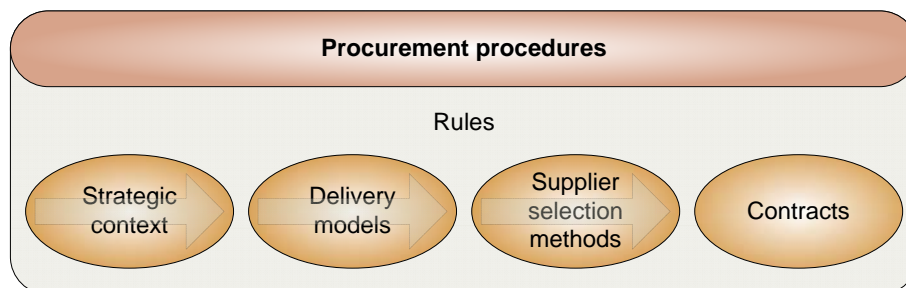 Procurement procedures
Rules
Strategic
context
Delivery
models
Supplier
selection
methods
Contracts